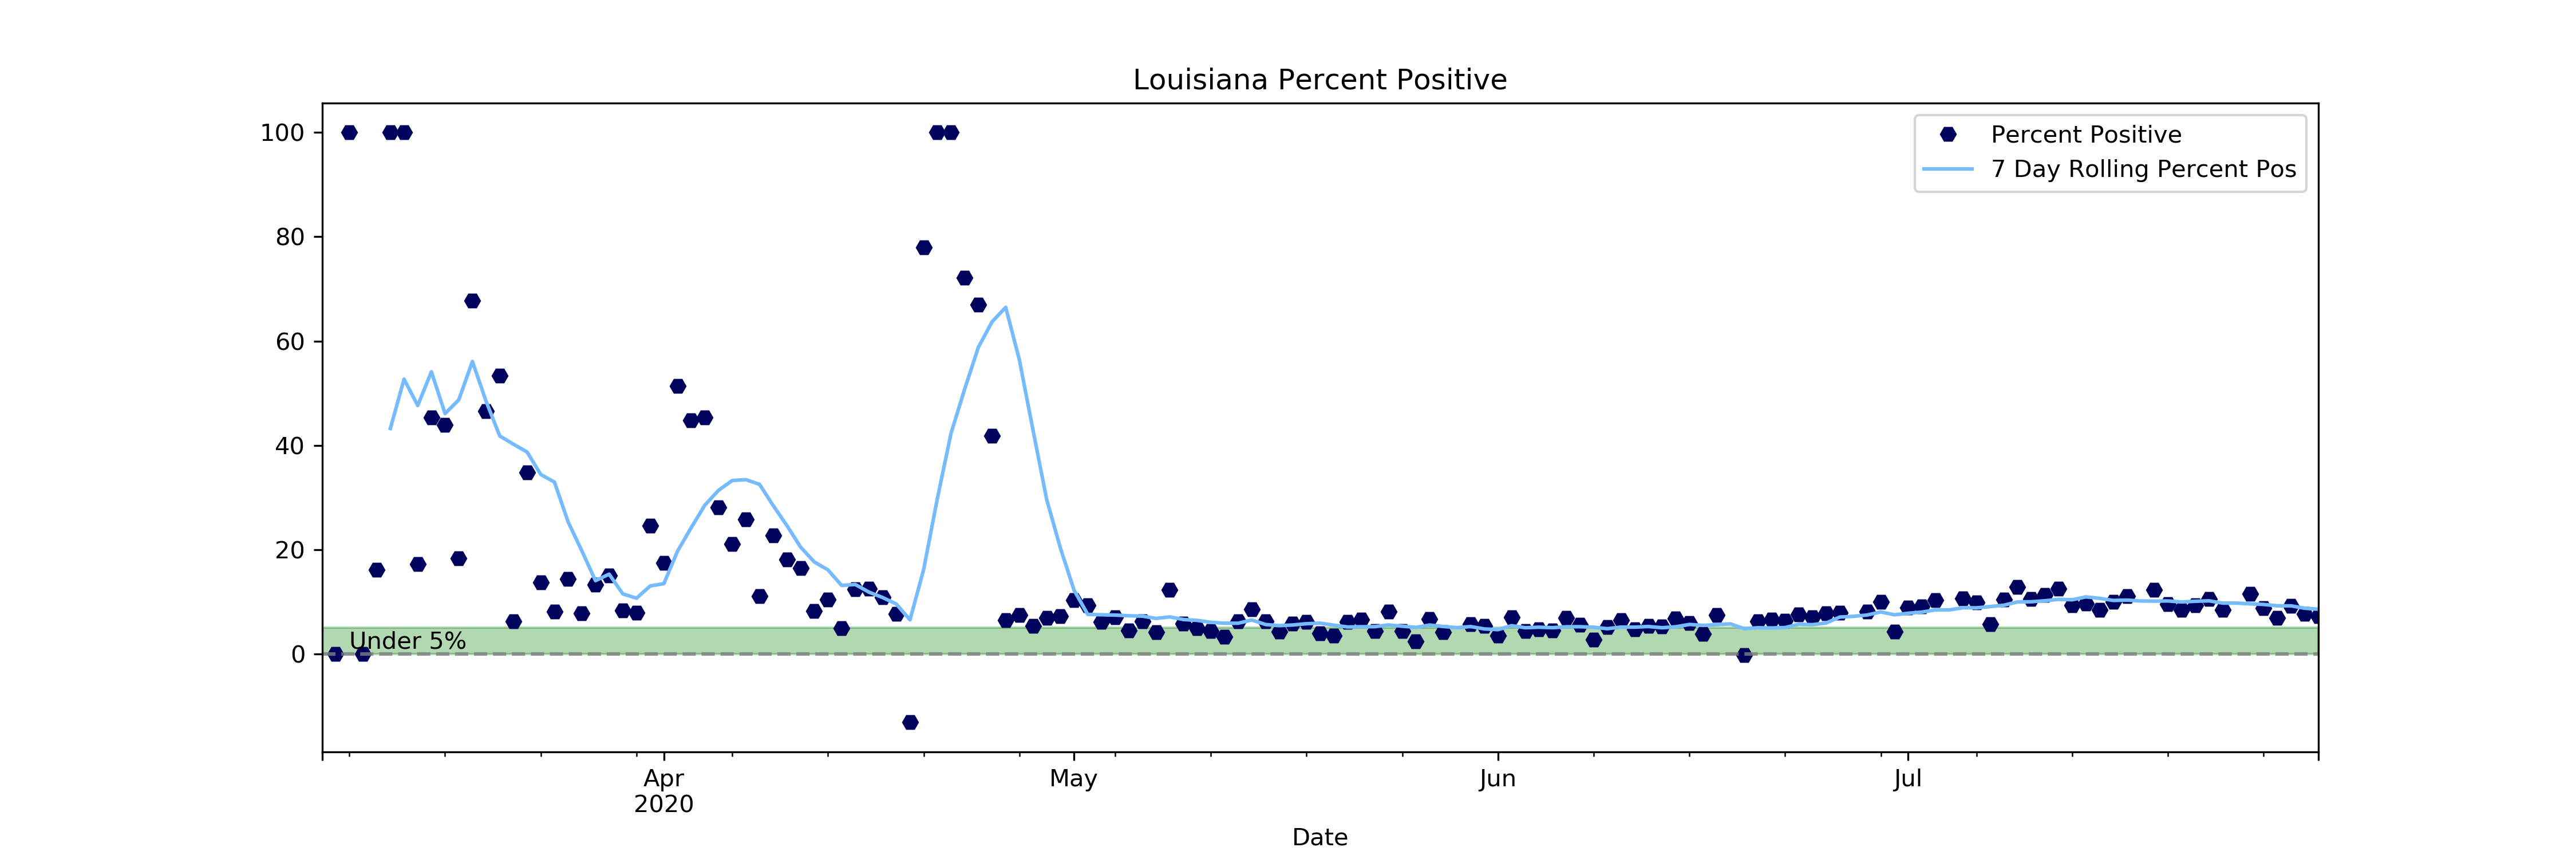 Louisiana Percent Positive
Percent Positive
7 Day Rolling Percent Pos
100
80
60
40
20
0
Under 5%
Apr
2020
May
Jun
Jul
Date